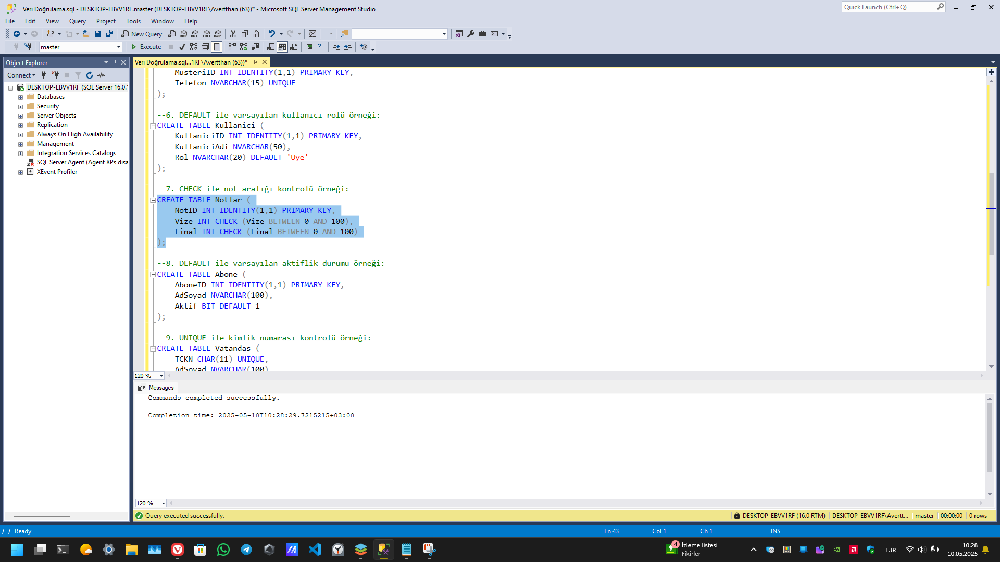 Veri Doğrulama.sql - DESKTOP-EBVV1RF.master (DESKTOP-EBVV1RF\Avertthan (63))* - Microsoft SQL Server Management Studio
Quick Launch (Ctrl+Q)
File Edit View Query Project Tools Window Help
New Query
MDX DMX XMLA DAX
master
Execute
Object Explorer
Connect
DESKTOP-EBVV1RF (SQL Server 16.0.1
Databases
Security
Server Objects
Replication
Always On High Availability
Management
Integration Services Catalogs
SQL Server Agent (Agent XPs disa
XEvent Profiler
Veri Doğrulama.sql...1RF\Avertthan (63))*
MusteriID INT IDENTITY(1,1) PRIMARY KEY,
Telefon NVARCHAR(15) UNIQUE
);
--6. DEFAULT ile varsayılan kullanıcı rolü örneği:
CREATE TABLE Kullanici (
KullaniciID INT IDENTITY(1,1) PRIMARY KEY,
KullaniciAdi NVARCHAR(50),
Rol NVARCHAR(20) DEFAULT 'Uye'
);
--7. CHECK ile not aralığı kontrolü örneği:
CREATE TABLE Notlar (
NotID INT IDENTITY(1,1) PRIMARY KEY,
Vize INT CHECK (Vize BETWEEN 0 AND 100),
Final INT CHECK (Final BETWEEN 0 AND 100)
);
--8. DEFAULT ile varsayılan aktiflik durumu örneği:
CREATE TABLE Abone (
AboneID INT IDENTITY(1,1) PRIMARY KEY,
AdSoyad NVARCHAR(100),
Aktif BIT DEFAULT 1
);
--9. UNIQUE ile kimlik numarası kontrolü örneği:
CREATE TABLE Vatandas (
TCKN CHAR(11) UNIQUE,
AdSoyad NVARCHAR(100)
120 %
Messages
Commands completed successfully.
Completion time: 2025-05-10T10:28:29.7215215+03:00
120 %
Query executed successfully.
DESKTOP-EBVV1RF (16.0 RTM) DESKTOP-EBVV1RF\Avertt... master 00:00:00 0 rows
Ready
Ln 43 Col 1 Ch 1 INS
4
İzleme listesi
Fikirler
TUR
10:28
10.05.2025